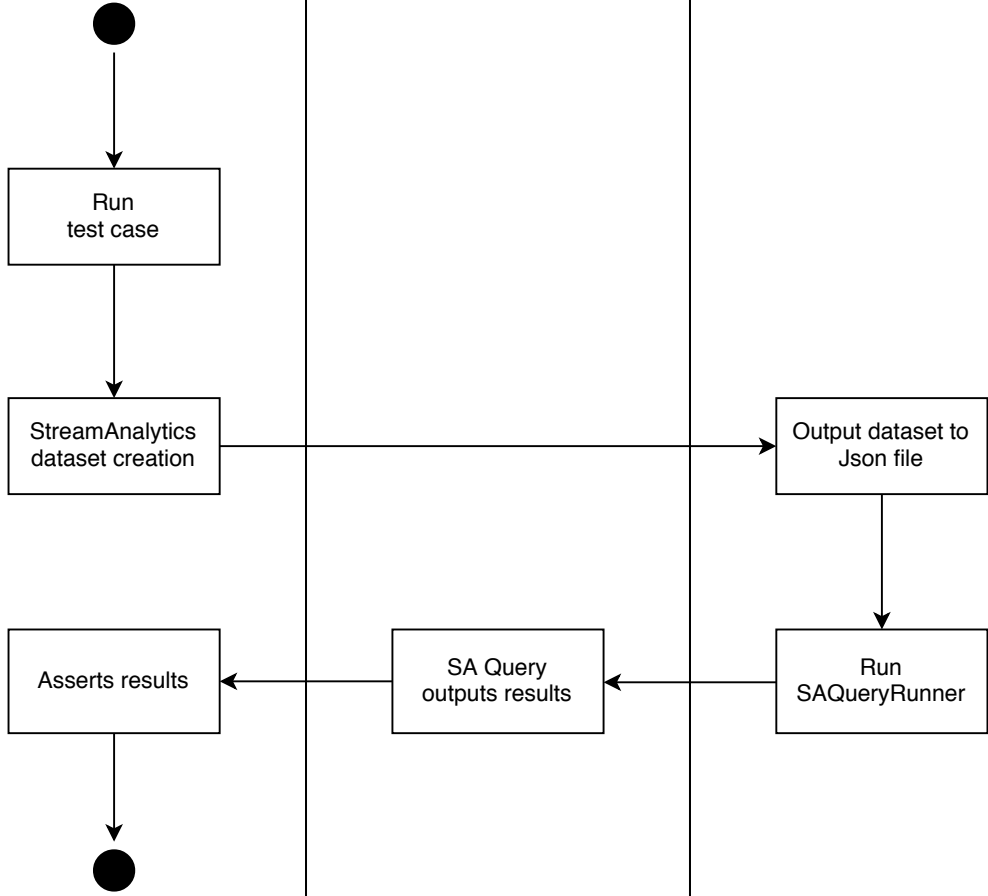 Run
test case
StreamAnalytics
dataset creation
Output dataset to
Json file
Asserts results
SA Query
outputs results
Run
SAQueryRunner